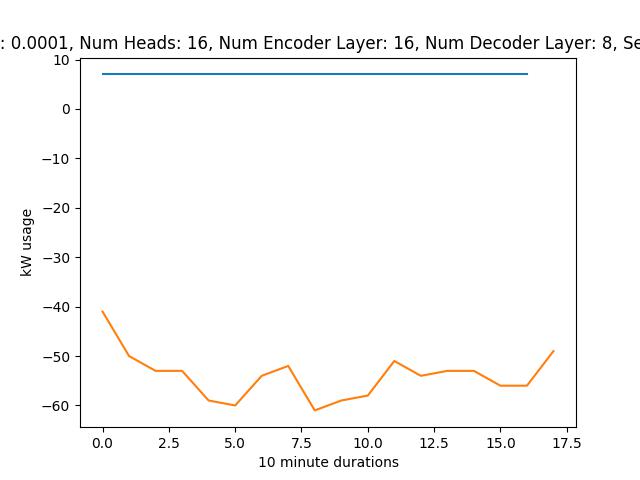 : 0.0001, Num Heads: 16, Num Encoder Layer: 16, Num Decoder Layer: 8, Se
10
0
−10
−20
−30
−40
−50
−60
kW usage
0.0 2.5 5.0 7.5 10.0 12.5 15.0 17.5
10 minute durations